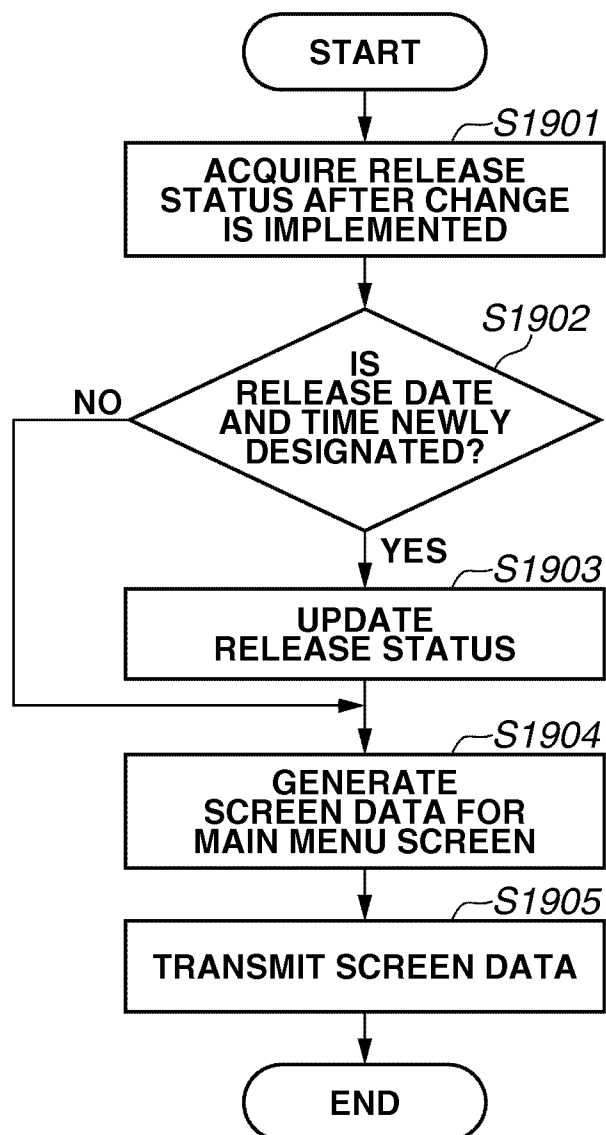 START
S1901
ACQUIRE RELEASE
STATUS AFTER CHANGE
IS IMPLEMENTED
S1902
IS
RELEASE DATE
AND TIME NEWLY
DESIGNATED?
NO
YES
S1903
UPDATE
RELEASE STATUS
S1904
GENERATE
SCREEN DATA FOR
MAIN MENU SCREEN
S1905
TRANSMIT SCREEN DATA
END